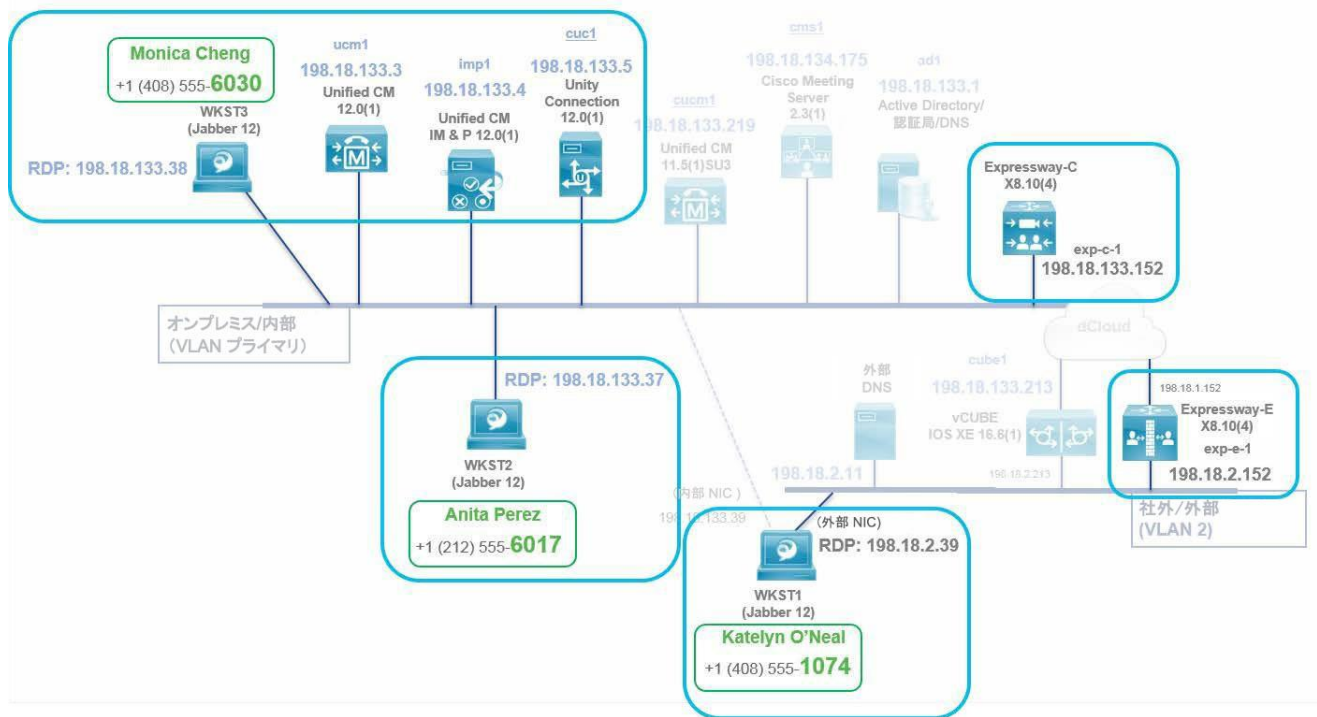 Monica Cheng
+1 (408) 555-6030
WKST3
(Jabber 12)
RDP: 198.18.133.38
ucm1
198.18.133.3
Unified CM
12.0(1)
imp1
198.18.133.4
Unified CM
IM & P 12.0(1)
cuc1
198.18.133.5
Unity
Connection
12.0(1)
cucm1
198.18.133.219
Unified CM
11.5(1)SU3
cms1
198.18.134.175
Cisco Meeting
Server
2.3(1)
ad1
198.18.133.1
Active Directory/
認証局/DNS
Expressway-C
X8.10(4)
exp-c-1
198.18.133.152
オンプレミス/内部
(VLAN プライマリ)
dCloud
RDP: 198.18.133.37
WKST2
(Jabber 12)
Anita Perez
+1 (212) 555-6017
外部
DNS
198.18.2.11
cube1
198.18.133.213
vCUBE
IOS XE 16.6(1)
198.18.2.213
198.18.1.152
Expressway-E
X8.10(4)
exp-e-1
198.18.2.152
社外/外部
(VLAN 2)
(内部 NIC )
198.18.133.39
(外部 NIC)
RDP: 198.18.2.39
WKST1
(Jabber 12)
Katelyn O'Neal
+1 (408) 555-1074